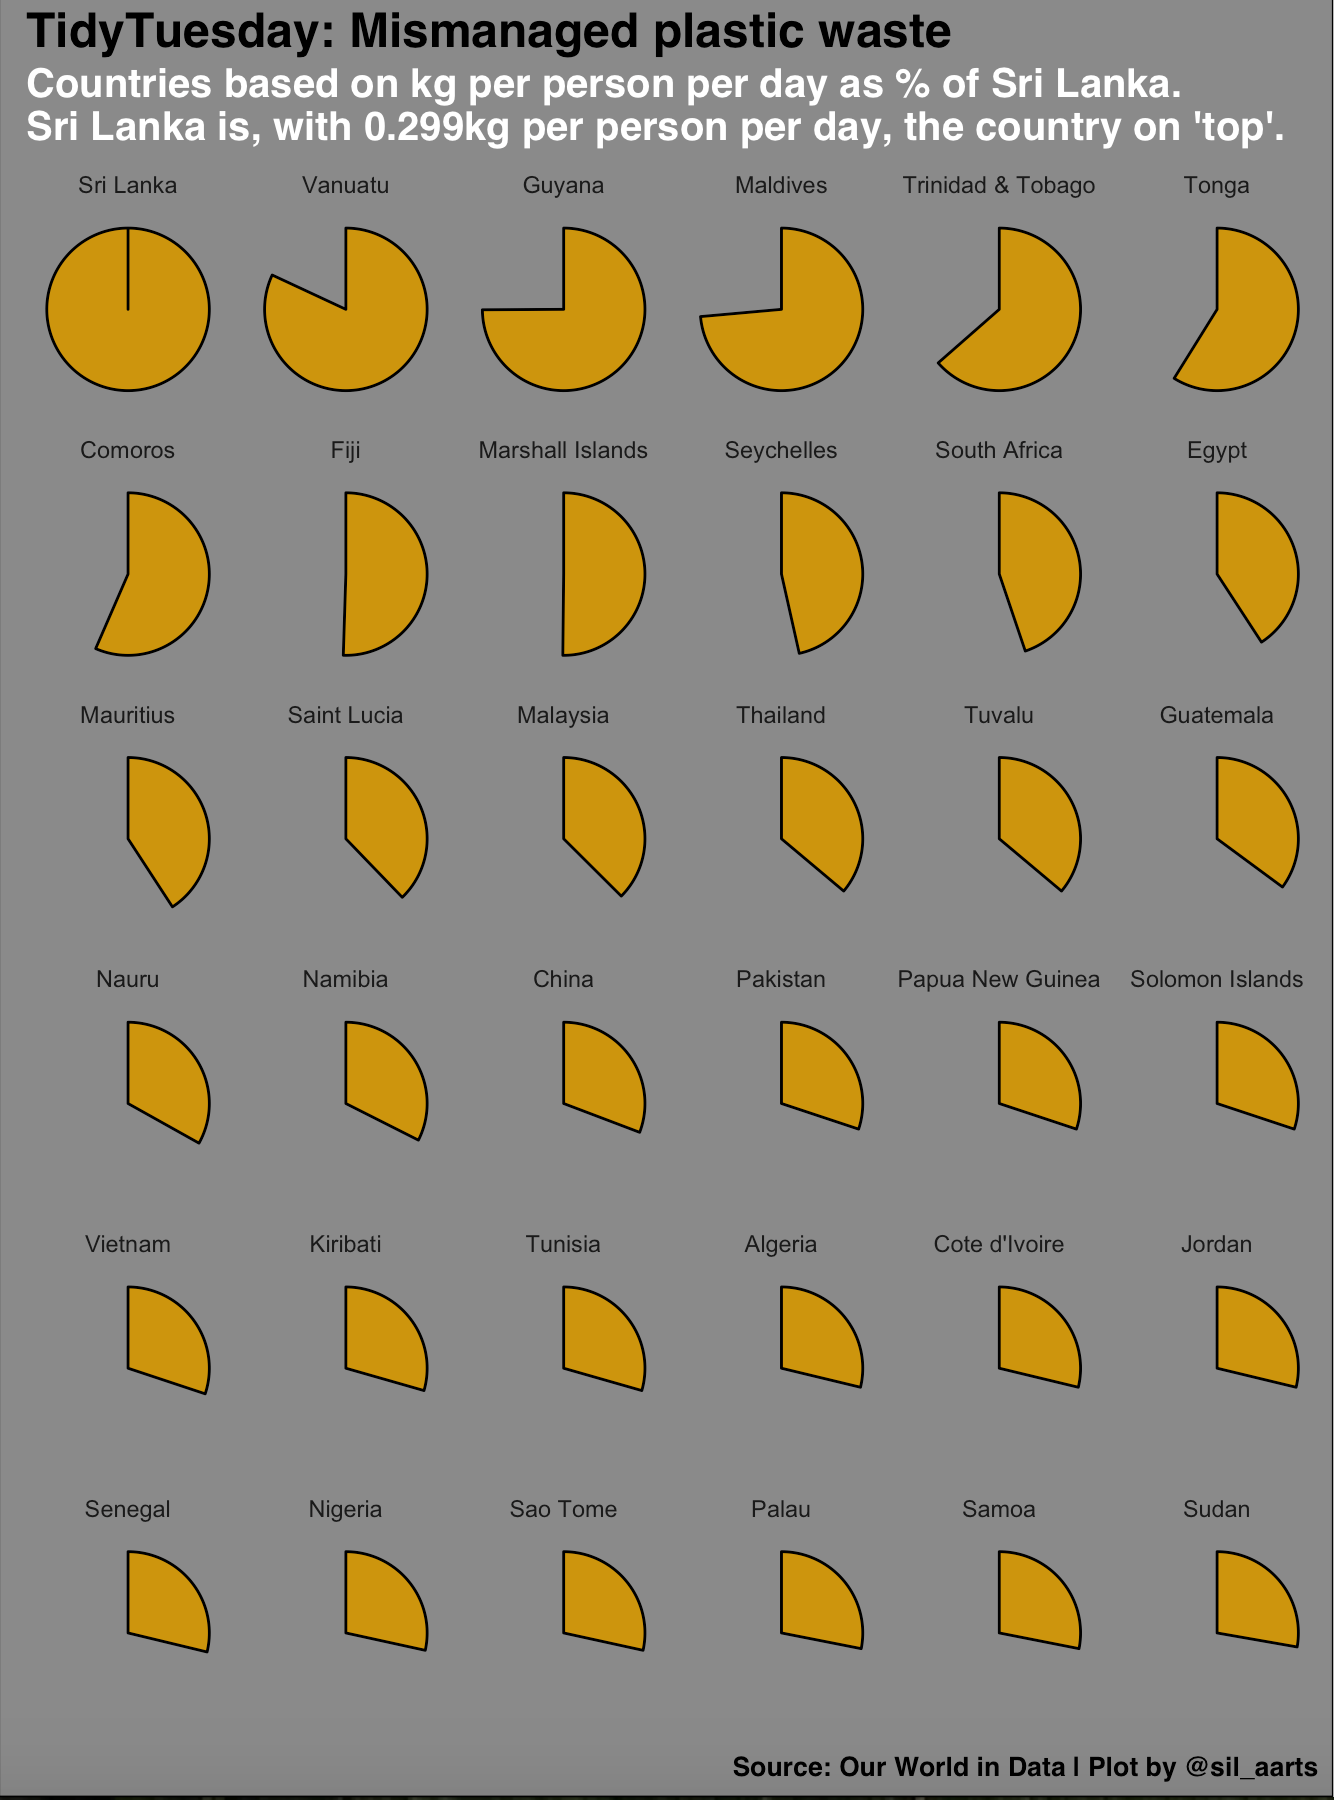 TidyTuesday: Mismanaged plastic waste
Countries based on kg per person per day as % of Sri Lanka.
Sri Lanka is, with 0.299kg per person per day, the country on 'top'.
Sri Lanka
Vanuatu
Guyana
Maldives
Trinidad & Tobago
Tonga
Comoros
Fiji
Marshall Islands
Seychelles
South Africa
Egypt
Mauritius
Saint Lucia
Malaysia
Thailand
Tuvalu
Guatemala
Nauru
Namibia
China
Pakistan
Papua New Guinea
Solomon Islands
Vietnam
Kiribati
Tunisia
Algeria
Cote d'Ivoire
Jordan
Senegal
Nigeria
Sao Tome
Palau
Samoa
Sudan
Source: Our World in Data I Plot by @sil_aarts